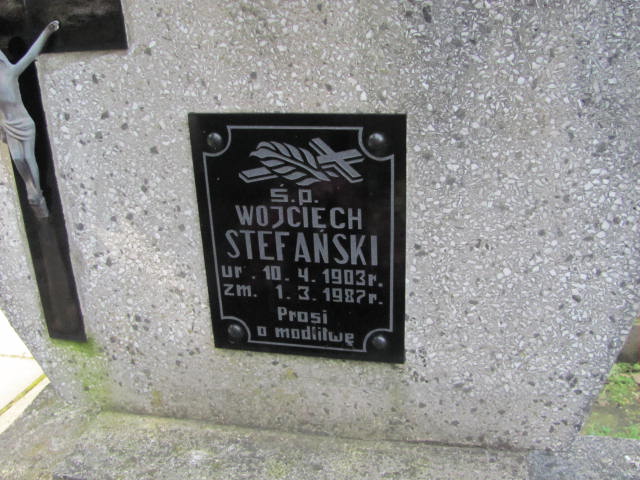 Ś.P.
WOJCIECH
STEFAŃSKI
ur. 10. 4. 1903r.
zm. 1. 3. 1987r.
Prosi
o modlitwę